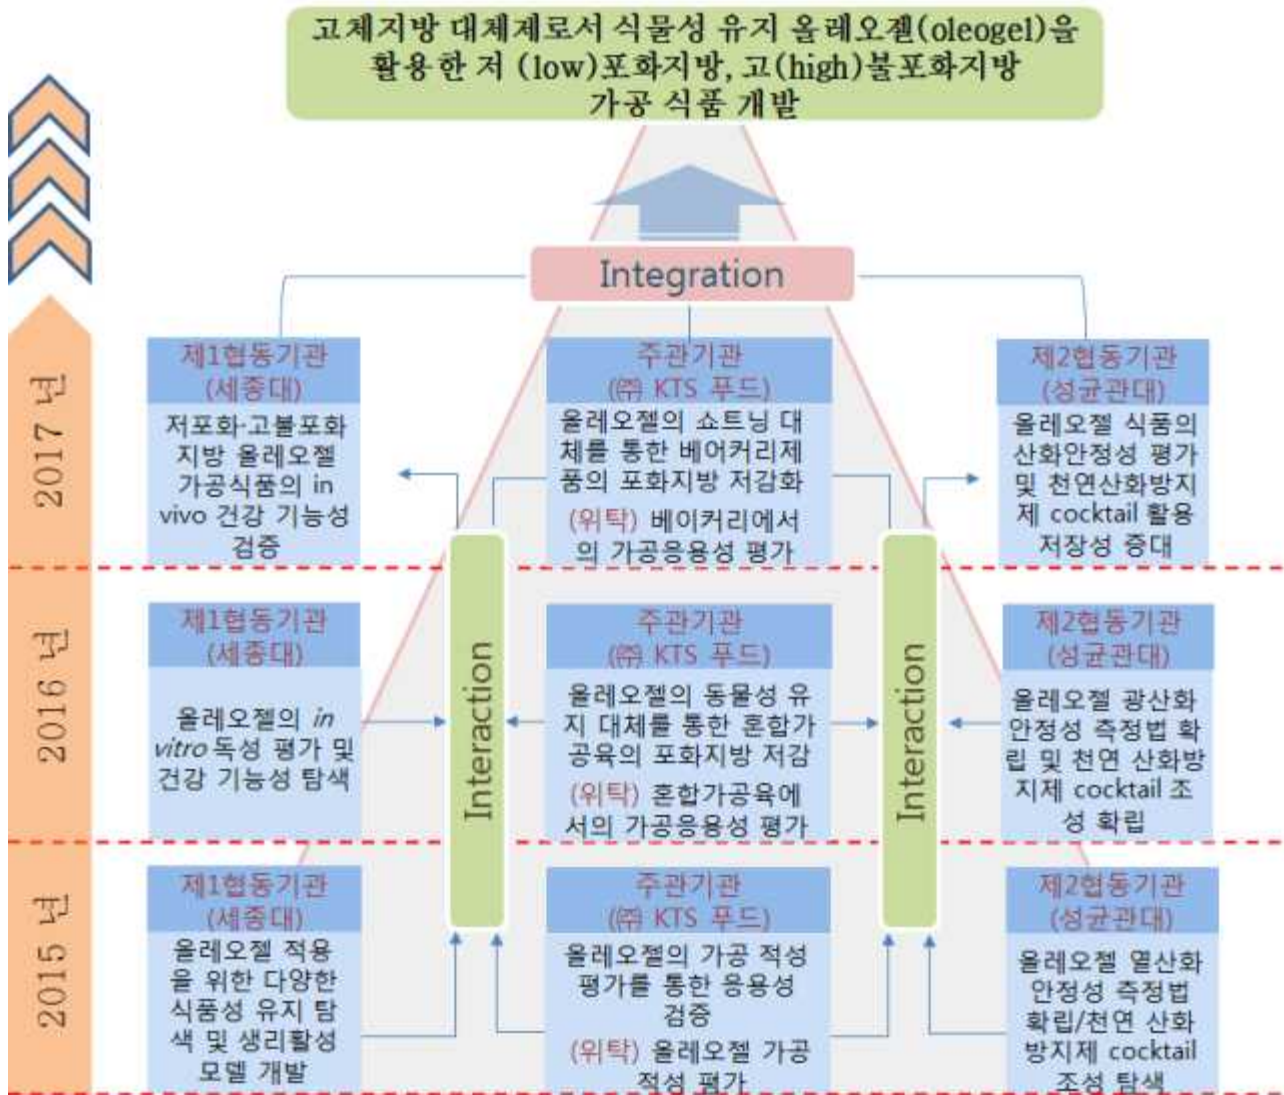 고체지방 대체제로서 식물성 유지 올레오젤(oleogel)을
활용한 저 (low)포화지방, 고(high)불포화지방
가공 식품 개발
Integration
2017 년
제1협동기관
(세종대)
저포화·고불포화
지방 올레오젤
가공식품의 in
vivo 건강 기능성
검증
주관기관
(㈜ KTS 푸드)
올레오젤의 쇼트닝 대
체를 통한 베어커리제
품의 포화지방 저감화
(위탁) 베이커리에서
의 가공응용성 평가
제2협동기관
(성균관대)
올레오젤 식품의
산화안정성 평가
및 천연산화방지
제 cocktail 활용
저장성 증대
Interaction
Interaction
2016 년
제1협동기관
(세종대)
올레오젤의 in
vitro 독성 평가 및
건강 기능성 탐색
주관기관
(㈜ KTS 푸드)
올레오젤의 동물성 유
지 대체를 통한 혼합가
공육의 포화지방 저감
(위탁) 혼합가공육에
서의 가공응용성 평가
제2협동기관
(성균관대)
올레오젤 광산화
안정성 측정법 확
립 및 천연 산화방
지제 cocktail 조
성 확립
2015 년
제1협동기관
(세종대)
올레오젤 적용
을 위한 다양한
식품성 유지 탐
색 및 생리활성
모델 개발
주관기관
(㈜ KTS 푸드)
올레오젤의 가공 적성
평가를 통한 응용성
검증
(위탁) 올레오젤 가공
적성 평가
제2협동기관
(성균관대)
올레오젤 열산화
안정성 측정법
확립/천연 산화
방지제 cocktail
조성 탐색